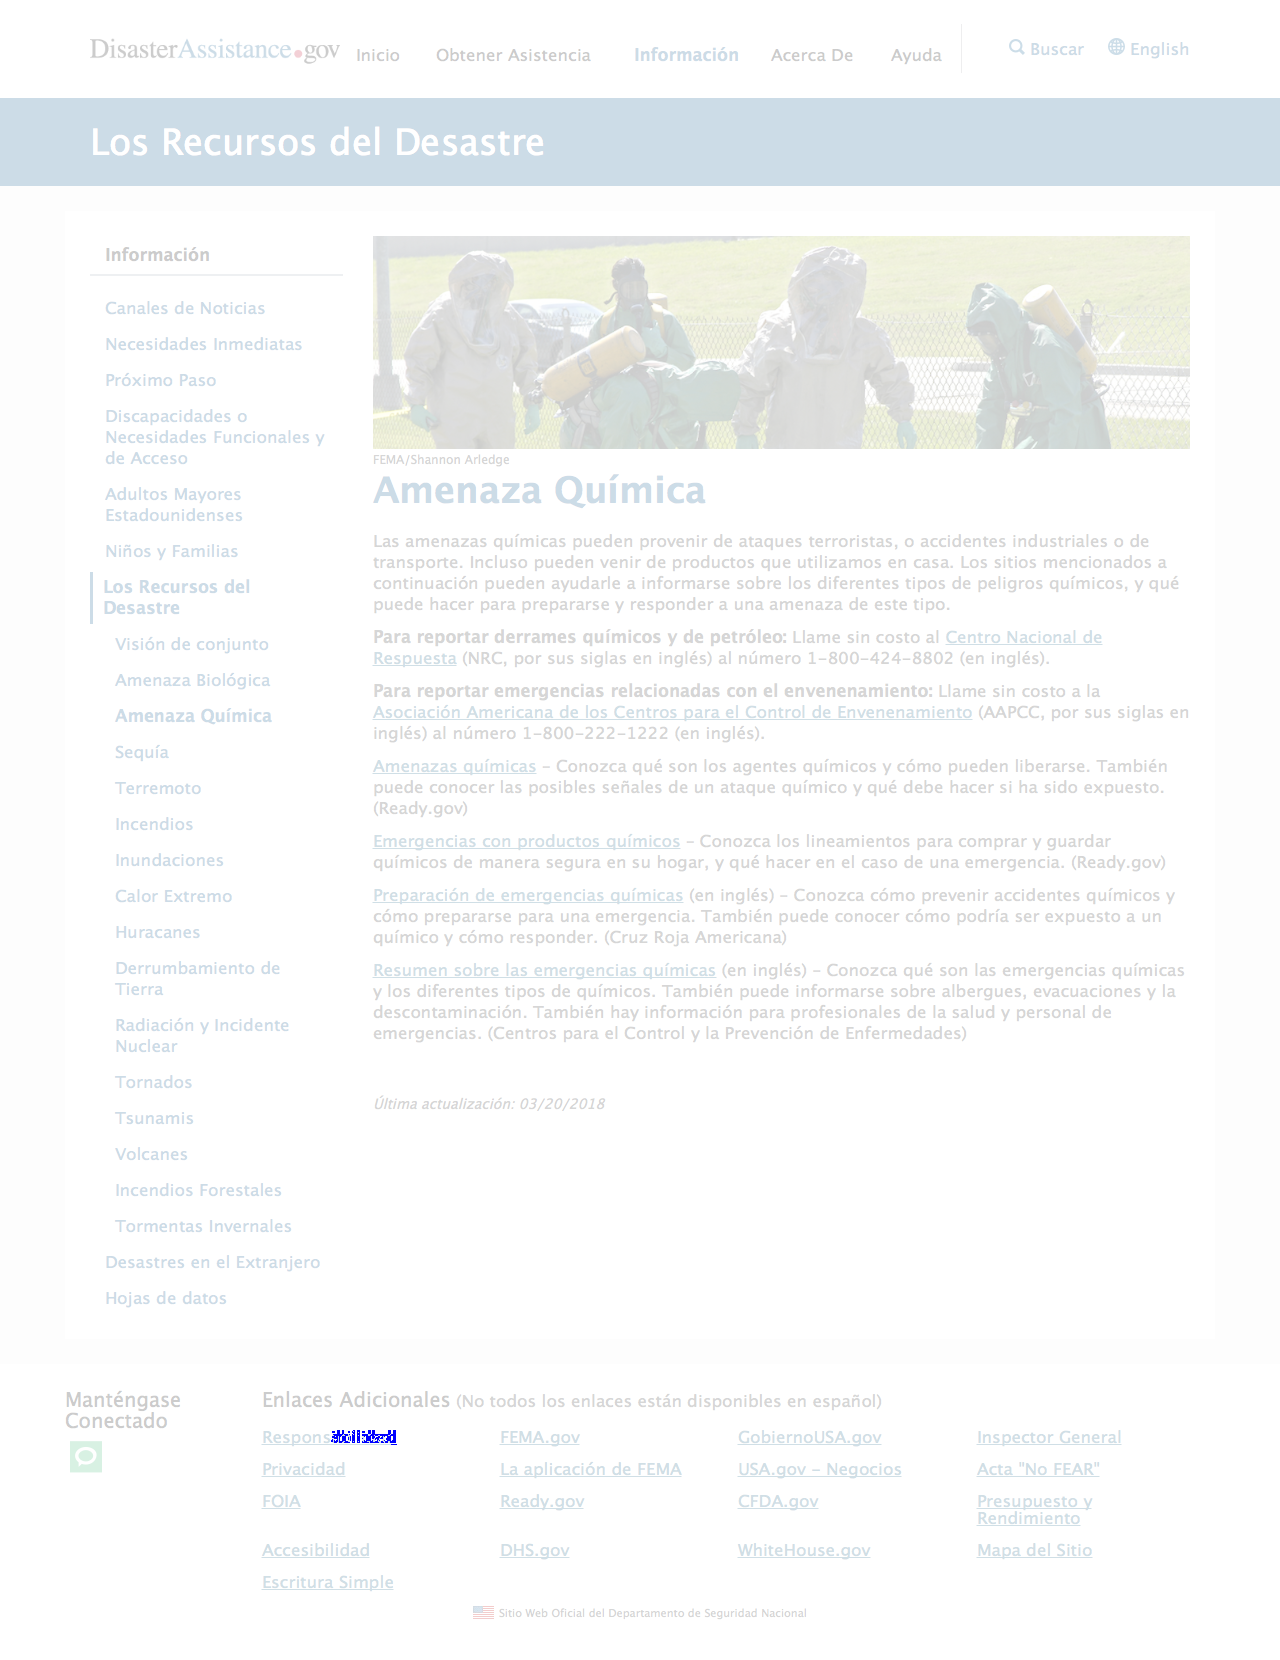 DisasterAssistance.gov
Inicio
Obtener Asistencia
Información
Acerca De
Ayuda
Buscar
English
Los Recursos del Desastre
Información
Canales de Noticias
Necesidades Inmediatas
Próximo Paso
Discapacidades o
Necesidades Funcionales y
de Acceso
Adultos Mayores
Estadounidenses
Niños y Familias
Los Recursos del
Desastre
Visión de conjunto
Amenaza Biológica
Amenaza Química
Sequía
Terremoto
Incendios
Inundaciones
Calor Extremo
Huracanes
Derrumbamiento de
Tierra
Radiación y Incidente
Nuclear
Tornados
Tsunamis
Volcanes
Incendios Forestales
Tormentas Invernales
Desastres en el Extranjero
Hojas de datos
FEMA/Shannon Arledge
Amenaza Química
Las amenazas químicas pueden provenir de ataques terroristas, o accidentes industriales o de
transporte. Incluso pueden venir de productos que utilizamos en casa. Los sitios mencionados a
continuación pueden ayudarle a informarse sobre los diferentes tipos de peligros químicos, y qué
puede hacer para prepararse y responder a una amenaza de este tipo.
Para reportar derrames químicos y de petróleo: Llame sin costo al Centro Nacional de
Respuesta (NRC, por sus siglas en inglés) al número 1-800-424-8802 (en inglés).
Para reportar emergencias relacionadas con el envenenamiento: Llame sin costo a la
Asociación Americana de los Centros para el Control de Envenenamiento (AAPCC, por sus siglas en
inglés) al número 1-800-222-1222 (en inglés).
Amenazas químicas – Conozca qué son los agentes químicos y cómo pueden liberarse. También
puede conocer las posibles señales de un ataque químico y qué debe hacer si ha sido expuesto.
(Ready.gov)
Emergencias con productos químicos – Conozca los lineamientos para comprar y guardar
químicos de manera segura en su hogar, y qué hacer en el caso de una emergencia. (Ready.gov)
Preparación de emergencias químicas (en inglés) – Conozca cómo prevenir accidentes químicos y
cómo prepararse para una emergencia. También puede conocer cómo podría ser expuesto a un
químico y cómo responder. (Cruz Roja Americana)
Resumen sobre las emergencias químicas (en inglés) – Conozca qué son las emergencias químicas
y los diferentes tipos de químicos. También puede informarse sobre albergues, evacuaciones y la
descontaminación. También hay información para profesionales de la salud y personal de
emergencias. (Centros para el Control y la Prevención de Enfermedades)
Última actualización: 03/20/2018
Manténgase
Conectado
Enlaces Adicionales (No todos los enlaces están disponibles en español)
FEMA.gov
GobiernoUSA.gov
Inspector General
Privacidad
La aplicación de FEMA
USA.gov – Negocios
Acta "No FEAR"
FOIA
Ready.gov
CFDA.gov
Presupuesto y
Rendimiento
Accesibilidad
DHS.gov
WhiteHouse.gov
Mapa del Sitio
Escritura Simple
Sitio Web Oficial del Departamento de Seguridad Nacional